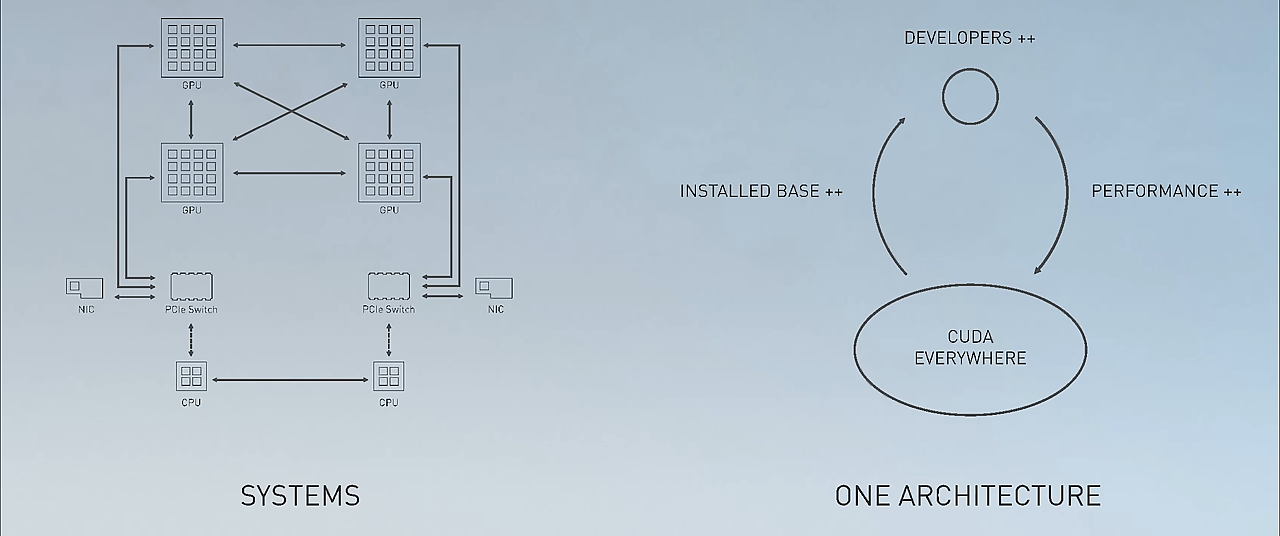 GPU
GPU
GPU
GPU
NIC
PCIe Switch
PCIe Switch
NIC
CPU
CPU
SYSTEMS
DEVELOPERS ++
INSTALLED BASE ++
PERFORMANCE ++
CUDA
EVERYWHERE
ONE ARCHITECTURE